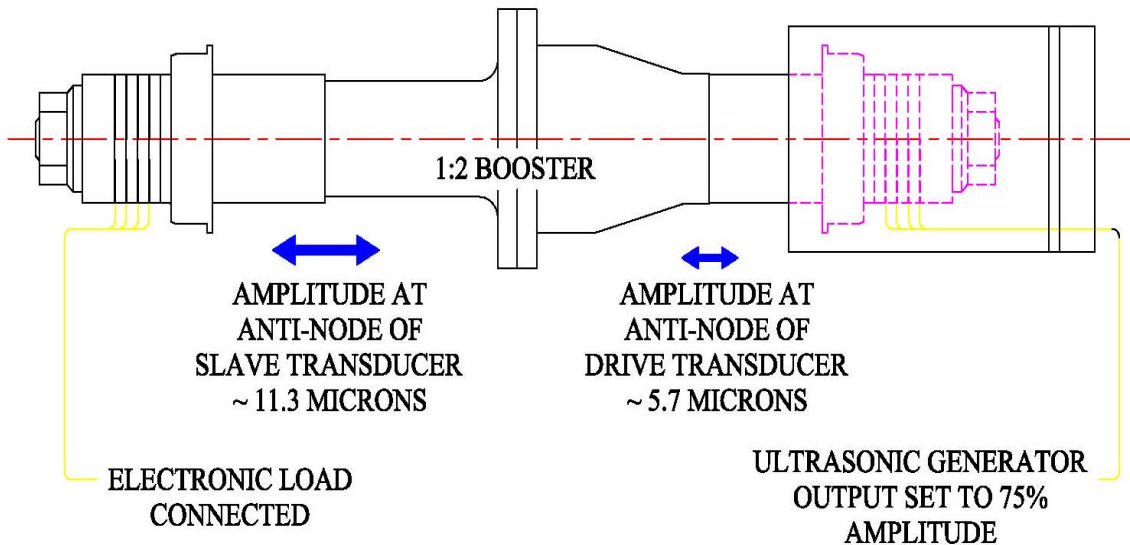 1:2 BOOSTER
AMPLITUDE AT
ANTI-NODE OF
SLAVE TRANSDUCER
~ 11.3 MICRONS
AMPLITUDE AT
ANTI-NODE OF
DRIVE TRANSDUCER
~ 5.7 MICRONS
ELECTRONIC LOAD
CONNECTED
ULTRASONIC GENERATOR
OUTPUT SET TO 75%
AMPLITUDE